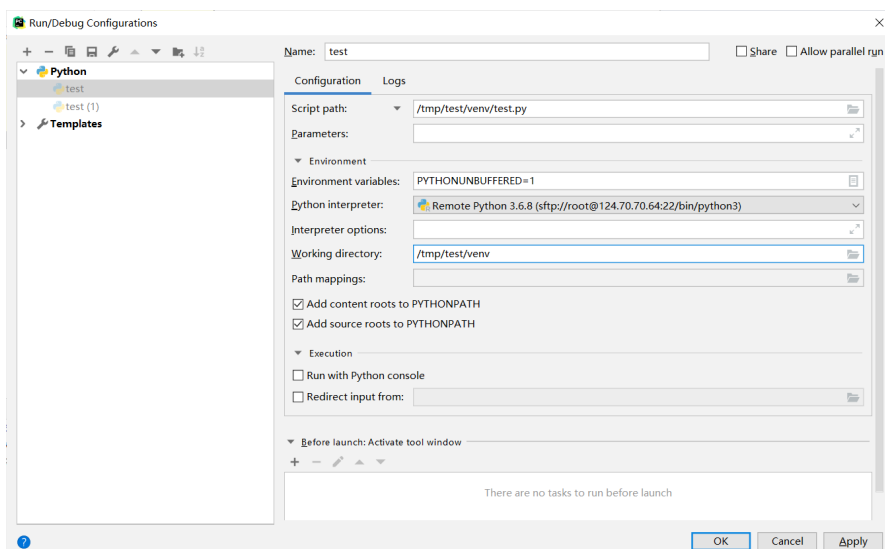 Run/Debug Configurations
Name: test
Share
Allow parallel run
Python
test
test (1)
Templates
Configuration Logs
Script path: /tmp/test/venv/test.py
Parameters:
Environment
Environment variables: PYTHONUNBUFFERED=1
Python interpreter: Remote Python 3.6.8 (sftp://root@124.70.70.64:22/bin/python3)
Interpreter options:
Working directory: /tmp/test/venv
Path mappings:
Add content roots to PYTHONPATH
Add source roots to PYTHONPATH
Execution
Run with Python console
Redirect input from:
Before launch: Activate tool window
There are no tasks to run before launch
OK Cancel Apply